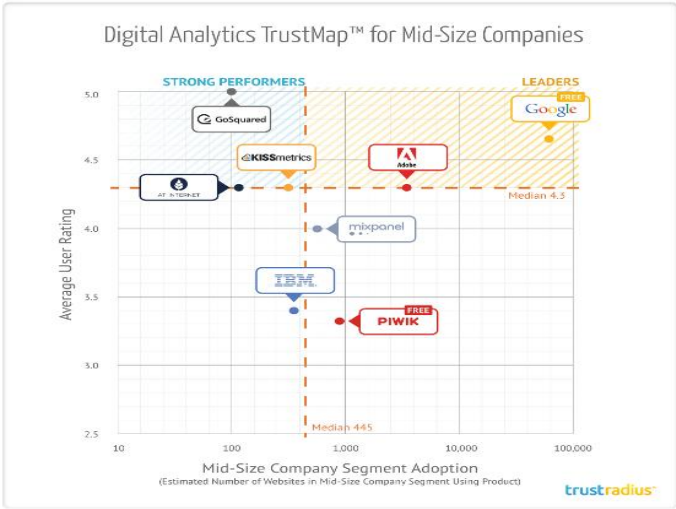 Digital Analytics TrustMap™ for Mid-Size Companies
STRONG PERFORMERS
LEADERS
5.0
FREE
Google
GoSquared
4.5
KISSmetrics
Adobe
AT INTERNET
Median 4.3
4.0
mixpanel
Average User Rating
IBM
3.5
FREE
PIWIK
3.0
Median 445
2.5
10
100
1,000
10,000
100,000
Mid-Size Company Segment Adoption
(Estimated Number of Websites in Mid-Size Company Segment Using Product)
trustradius